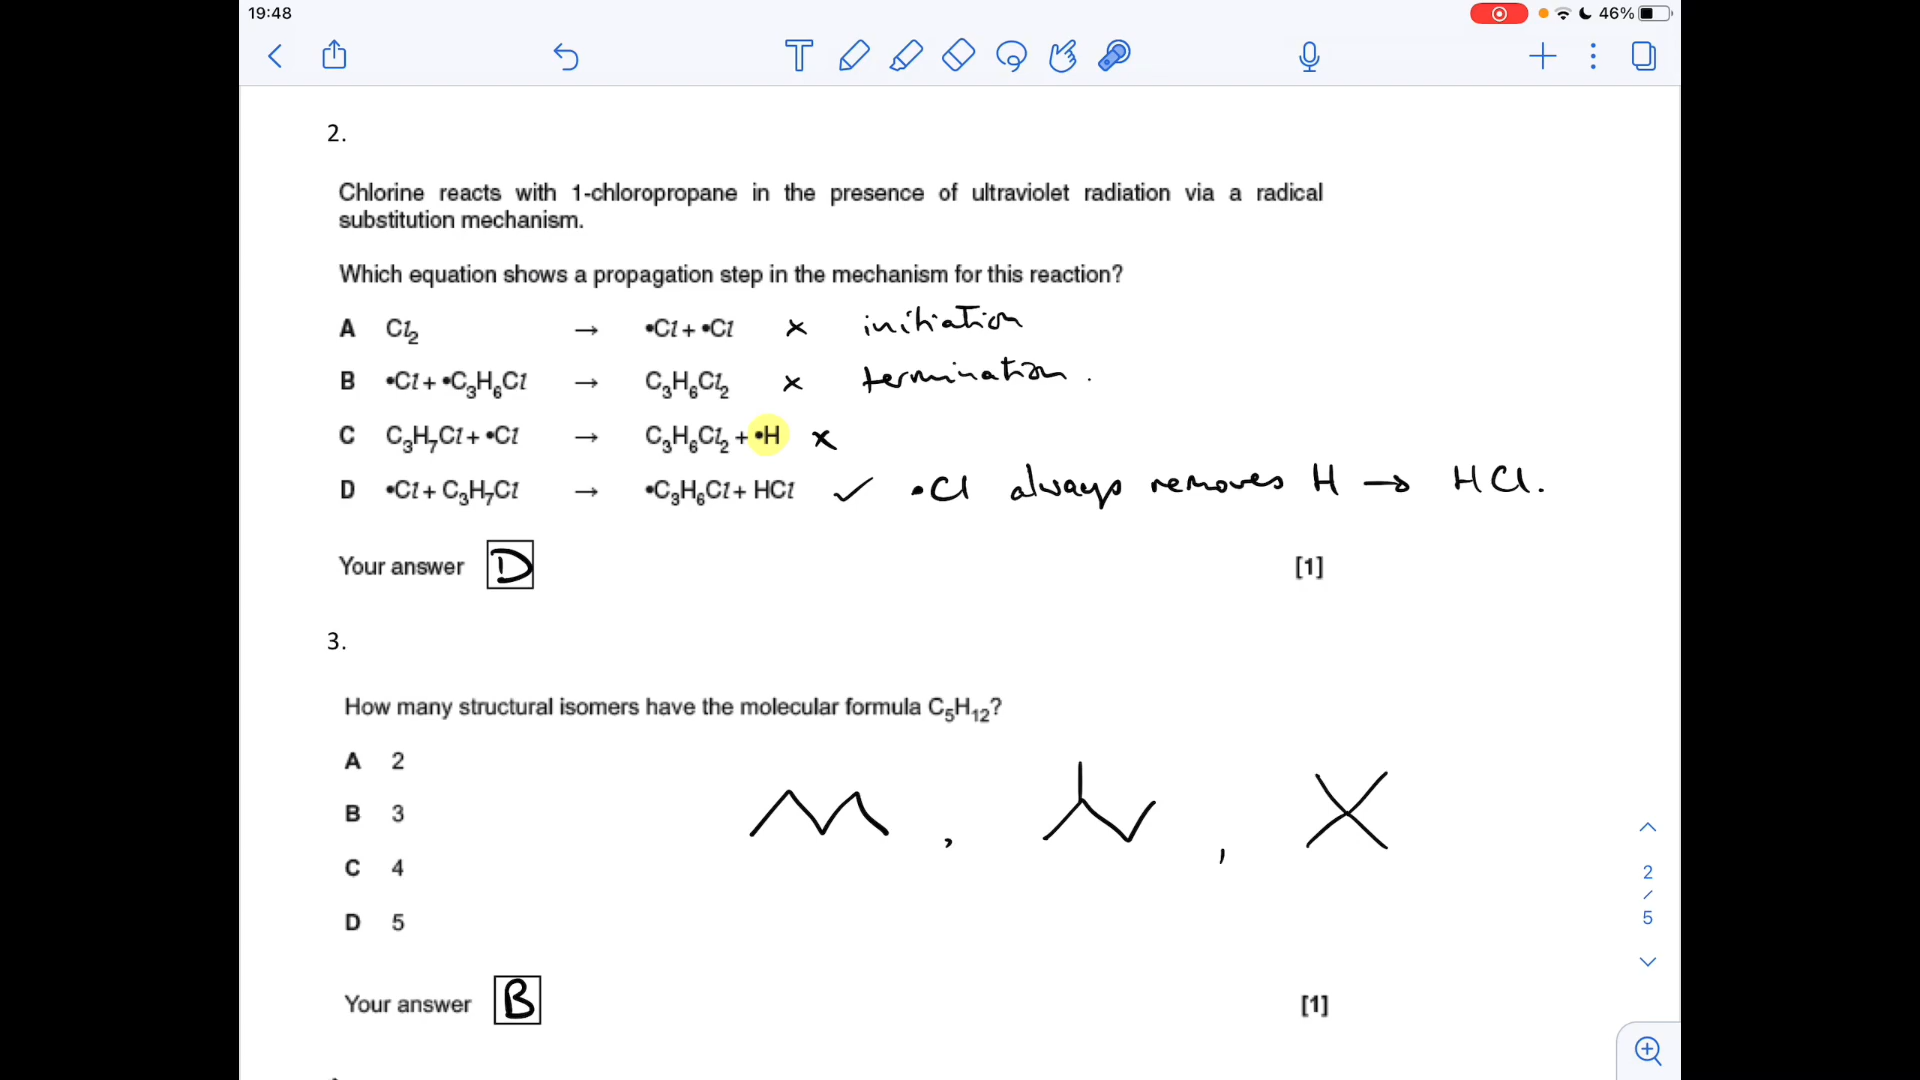 19:48
46%
T
2.
Chlorine reacts with 1-chloropropane in the presence of ultraviolet radiation via a radical
substitution mechanism.
Which equation shows a propagation step in the mechanism for this reaction?
A Cl₂ → •Cl + •Cl × initiation
B •Cl + •C₃H₆Cl → C₃H₆Cl₂ × termination.
C C₃H₇Cl + •Cl → C₃H₆Cl₂ + •H ×
D •Cl + C₃H₇Cl → •C₃H₆Cl + HCl ✓ •Cl always removes H → HCl.
Your answer D [1]
3.
How many structural isomers have the molecular formula C₅H₁₂?
A 2
B 3
C 4
D 5
, ,
Your answer B [1]
2
/
5